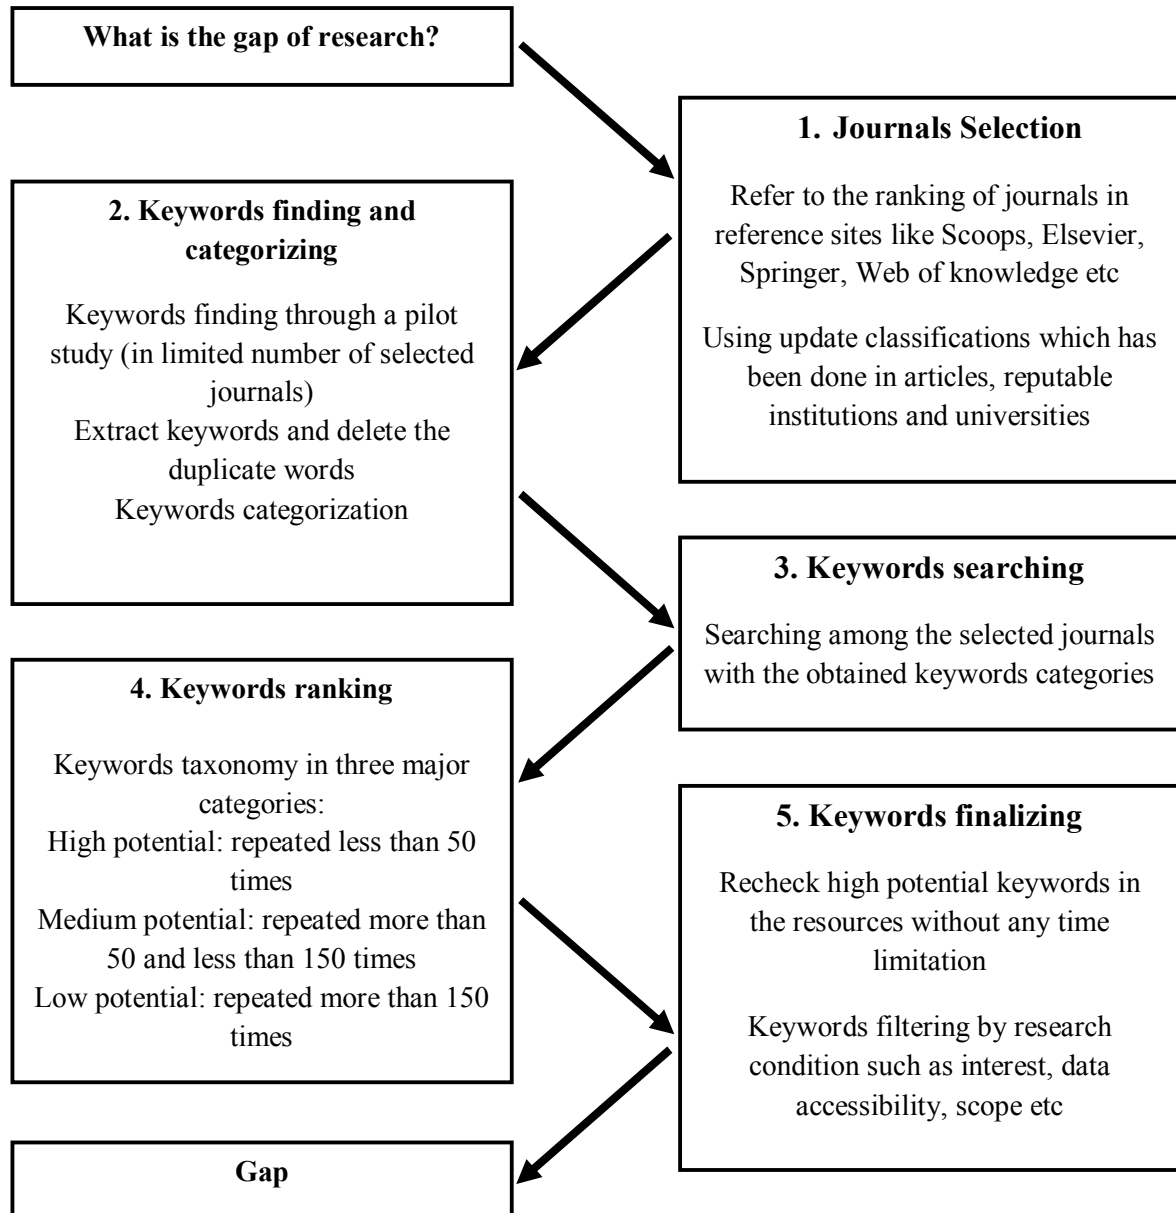 What is the gap of research?
1. Journals Selection
Refer to the ranking of journals in
reference sites like Scoops, Elsevier,
Springer, Web of knowledge etc
Using update classifications which has
been done in articles, reputable
institutions and universities
2. Keywords finding and
categorizing
Keywords finding through a pilot
study (in limited number of selected
journals)
Extract keywords and delete the
duplicate words
Keywords categorization
3. Keywords searching
Searching among the selected journals
with the obtained keywords categories
4. Keywords ranking
Keywords taxonomy in three major
categories:
High potential: repeated less than 50
times
Medium potential: repeated more than
50 and less than 150 times
Low potential: repeated more than 150
times
5. Keywords finalizing
Recheck high potential keywords in
the resources without any time
limitation
Keywords filtering by research
condition such as interest, data
accessibility, scope etc
Gap